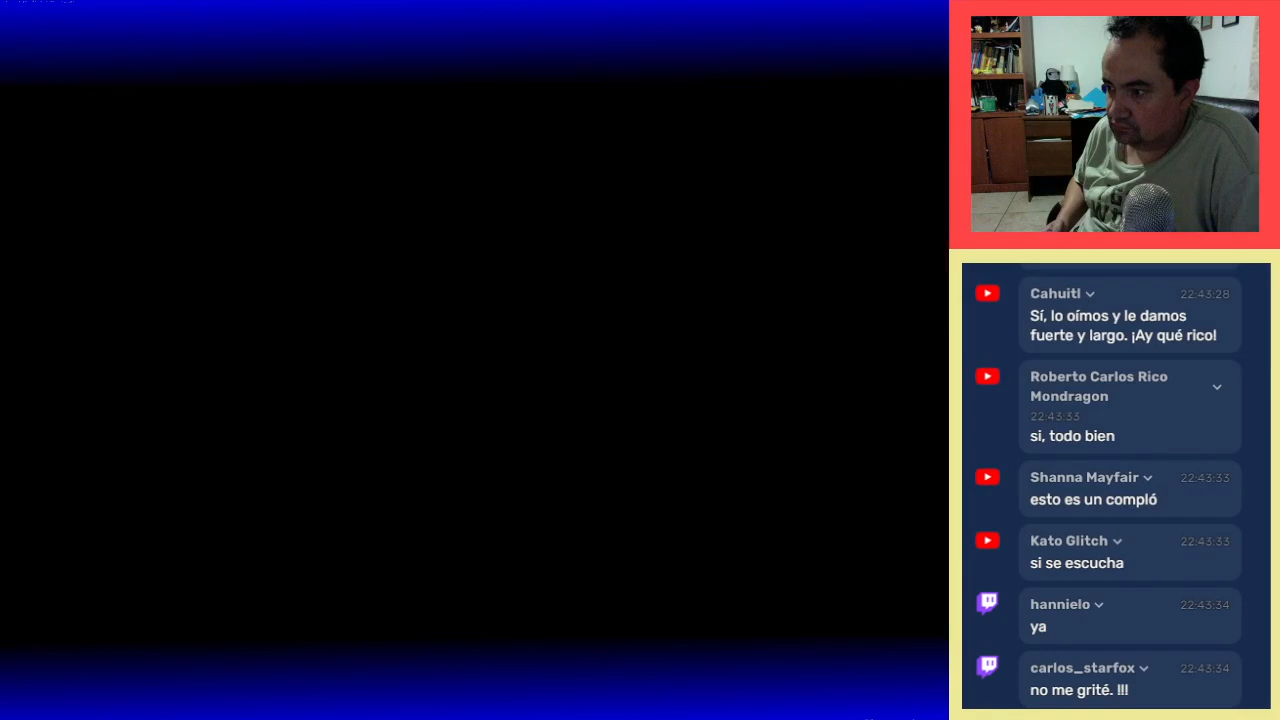 Cahuitl
22:43:28
Sí, lo oímos y le damos
fuerte y largo. ¡Ay qué rico!
Roberto Carlos Rico
Mondragon
22:43:33
si, todo bien
Shanna Mayfair
22:43:33
esto es un compló
Kato Glitch
22:43:33
si se escucha
hannielo
22:43:34
ya
carlos_starfox
22:43:34
no me grité. !!!